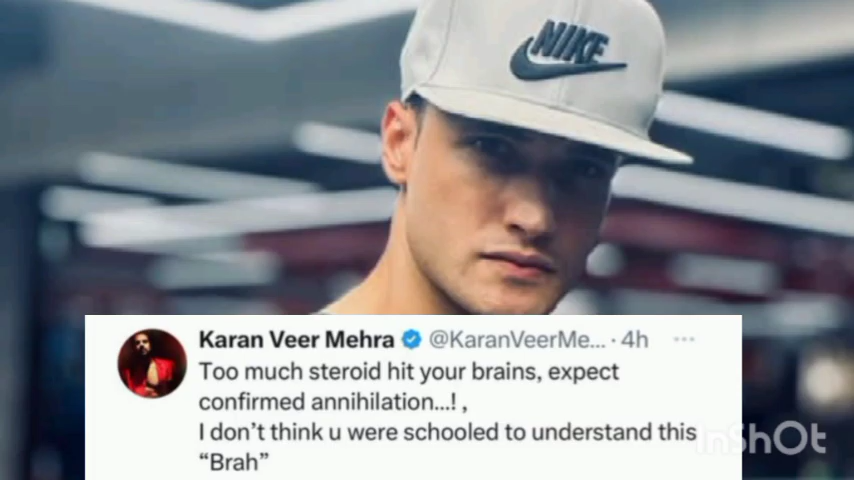 NIKE
Karan Veer Mehra @KaranVeerMe... · 4h ...
Too much steroid hit your brains, expect
confirmed annihilation...! ,
I don't think u were schooled to understand this
“Brah”
InShOt